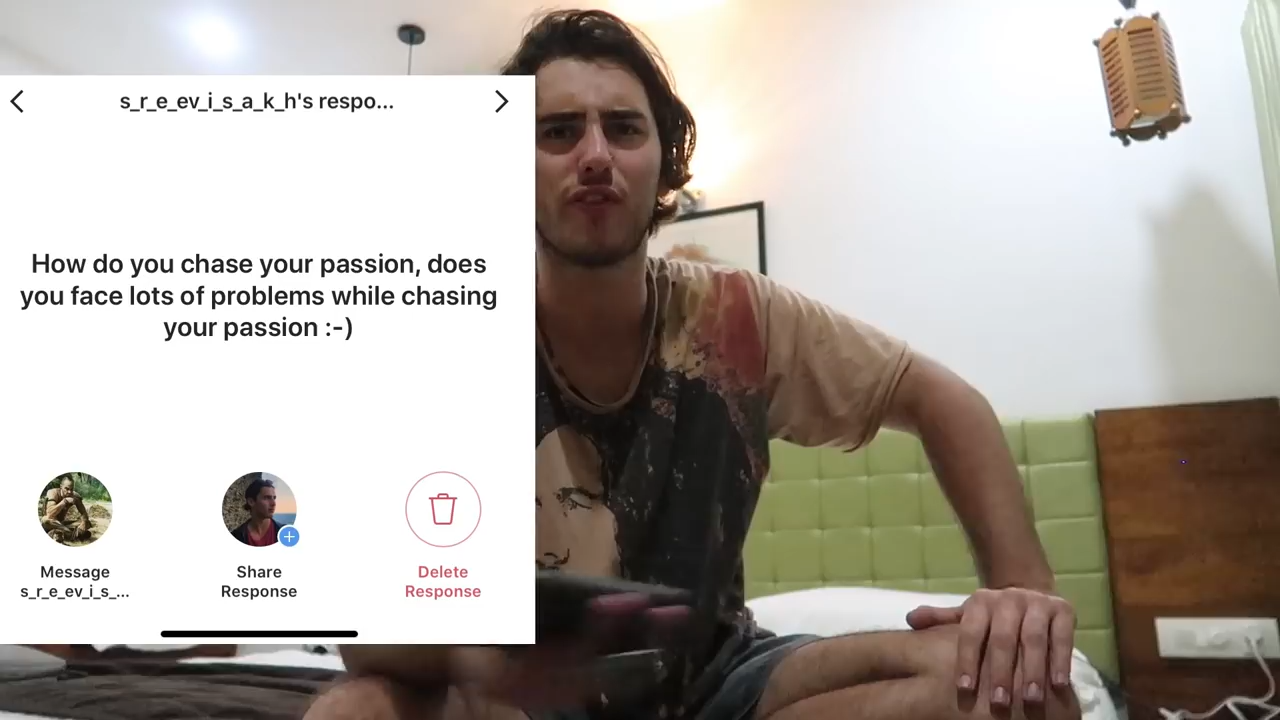 s_r_e_ev_i_s_a_k_h's respo...
How do you chase your passion, does
you face lots of problems while chasing
your passion :-)
Message
s_r_e_ev_i_s_...
Share
Response
Delete
Response